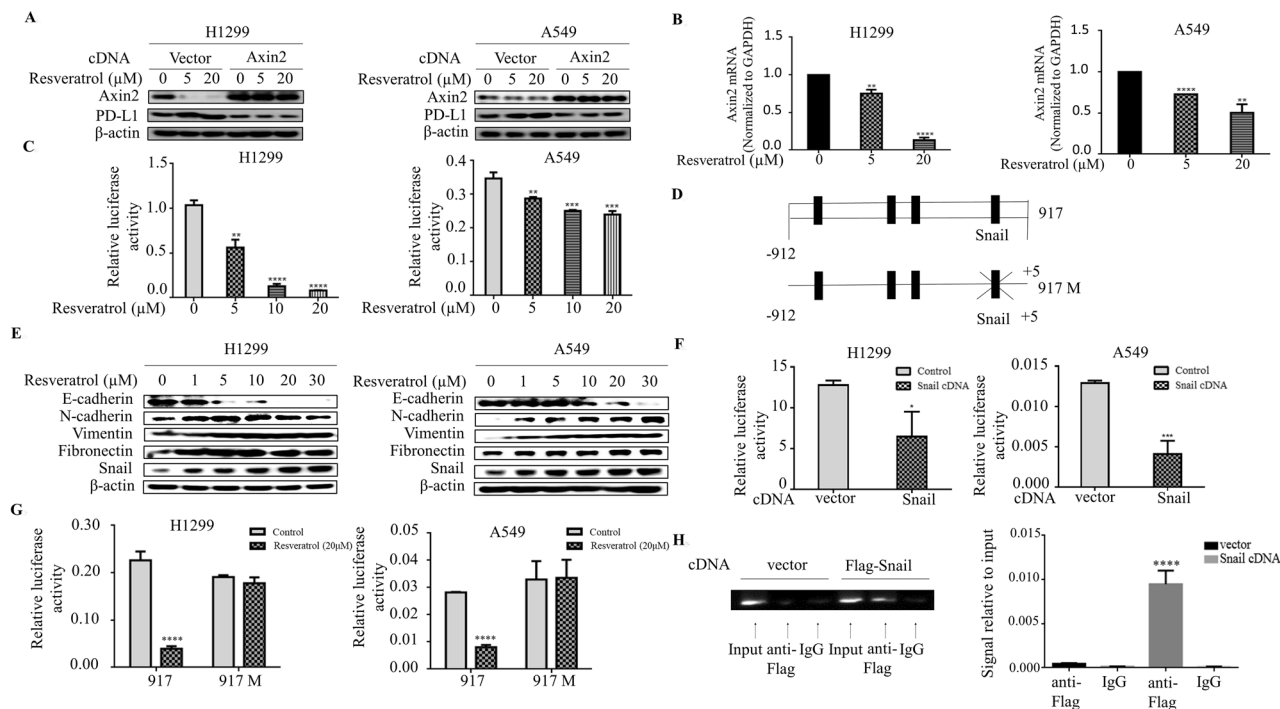 A
H1299
cDNA Vector Axin2
Resveratrol (µM) 0 5 20 0 5 20
Axin2
PD-L1
β-actin
A549
cDNA Vector Axin2
Resveratrol (µM) 0 5 20 0 5 20
Axin2
PD-L1
β-actin
B
H1299
Axin2 mRNA
(Normalized to GAPDH)
1.5
1.0
0.5
0.0
**
****
Resveratrol (µM) 0 5 20
A549
Axin2 mRNA
(Normalized to GAPDH)
1.5
1.0
0.5
0.0
****
**
Resveratrol (µM) 0 5 20
C
H1299
Relative luciferase
activity
1.5
1.0
0.5
0.0
**
****
****
Resveratrol (µM) 0 5 10 20
A549
Relative luciferase
activity
0.4
0.3
0.2
0.1
0.0
**
***
***
Resveratrol (µM) 0 5 10 20
D
917
Snail
-912
+5
917 M
Snail
-912
+5
E
H1299
Resveratrol (µM) 0 1 5 10 20 30
E-cadherin
N-cadherin
Vimentin
Fibronectin
Snail
β-actin
A549
Resveratrol (µM) 0 1 5 10 20 30
E-cadherin
N-cadherin
Vimentin
Fibronectin
Snail
β-actin
F
H1299
Relative luciferase
activity
15
10
5
0
Control
Snail cDNA
*
cDNA vector Snail
A549
Relative luciferase
activity
0.015
0.010
0.005
0.000
Control
Snail cDNA
***
cDNA vector Snail
G
H1299
Relative luciferase
activity
0.30
0.20
0.10
0.00
Control
Resveratrol (20µM)
****
917 917 M
A549
Relative luciferase
activity
0.05
0.04
0.03
0.02
0.01
0.00
Control
Resveratrol (20µM)
****
917 917 M
H
cDNA vector Flag-Snail
Input anti- IgG Input anti- IgG
Flag Flag
Signal relative to input
0.015
0.010
0.005
0.000
vector
Snail cDNA
****
anti- IgG anti- IgG
Flag Flag